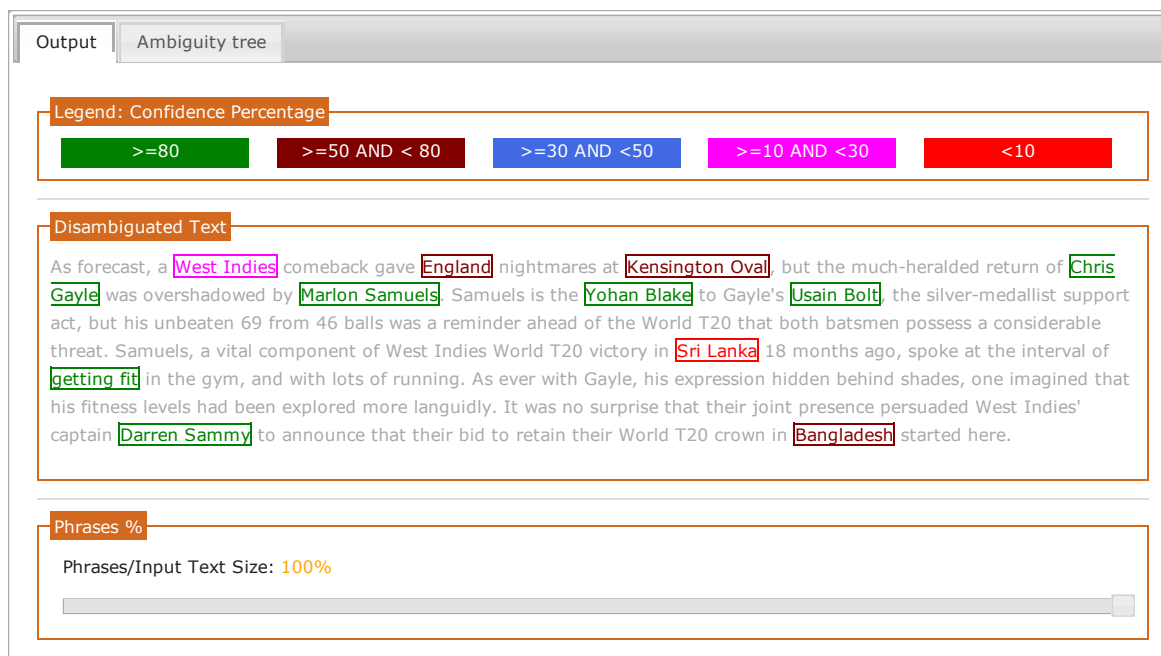 Output Ambiguity tree
Legend: Confidence Percentage
>=80 >=50 AND < 80 >=30 AND <50 >=10 AND <30 <10
Disambiguated Text
As forecast, a West Indies comeback gave England nightmares at Kensington Oval, but the much-heralded return of Chris
Gayle was overshadowed by Marlon Samuels. Samuels is the Yohan Blake to Gayle's Usain Bolt, the silver-medallist support
act, but his unbeaten 69 from 46 balls was a reminder ahead of the World T20 that both batsmen possess a considerable
threat. Samuels, a vital component of West Indies World T20 victory in Sri Lanka 18 months ago, spoke at the interval of
getting fit in the gym, and with lots of running. As ever with Gayle, his expression hidden behind shades, one imagined that
his fitness levels had been explored more languidly. It was no surprise that their joint presence persuaded West Indies'
captain Darren Sammy to announce that their bid to retain their World T20 crown in Bangladesh started here.
Phrases %
Phrases/Input Text Size: 100%